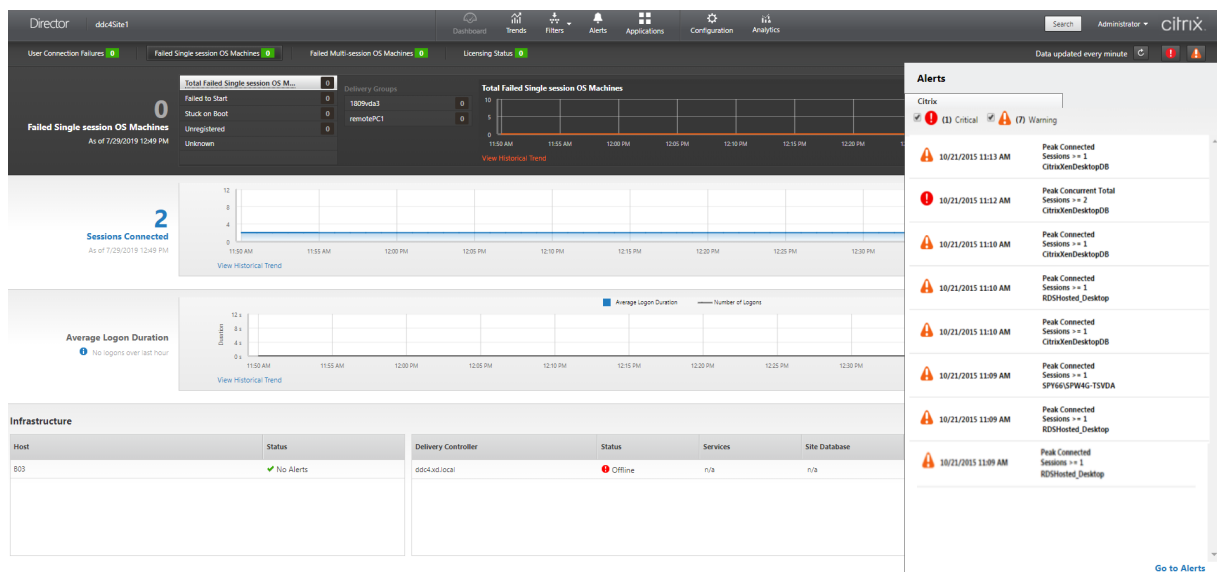 Director ddc4Site1
Dashboard Trends Filters Alerts Applications Configuration Analytics
Search Administrator citrix.
User Connection Failures 0 Failed Single session OS Machines 0 Failed Multi-session OS Machines 0 Licensing Status 0
Data updated every minute
0
Failed Single session OS Machines
As of 7/29/2019 12:49 PM
Total Failed Single session OS M... 0
Failed to Start 0
Stuck on Boot 0
Unregistered 0
Unknown
Delivery Groups
1809vda3 0
remotePC1 0
Total Failed Single session OS Machines
10
5
0
11:50 AM 11:55 AM 12:00 PM 12:05 PM 12:10 PM 12:15 PM 12:20 PM 1
View Historical Trend
2
Sessions Connected
As of 7/29/2019 12:49 PM
12
8
4
0
11:50 AM 11:55 AM 12:00 PM 12:05 PM 12:10 PM 12:15 PM 12:20 PM 12:25 PM 12:30 PM
View Historical Trend
Average Logon Duration
No logons over last hour
Average Logon Duration Number of Logons
Duration
12 s
8 s
4 s
0 s
11:50 AM 11:55 AM 12:00 PM 12:05 PM 12:10 PM 12:15 PM 12:20 PM 12:25 PM 12:30 PM
View Historical Trend
Infrastructure
Host Status
803 No Alerts
Delivery Controller Status Services Site Database
ddc4.xd.local Offline n/a n/a
Alerts
Citrix
(1) Critical (7) Warning
10/21/2015 11:13 AM
Peak Connected
Sessions >= 1
CitrixXenDesktopDB
10/21/2015 11:12 AM
Peak Concurrent Total
Sessions >= 2
CitrixXenDesktopDB
10/21/2015 11:10 AM
Peak Connected
Sessions >= 1
CitrixXenDesktopDB
10/21/2015 11:10 AM
Peak Connected
Sessions >= 1
RDSHosted_Desktop
10/21/2015 11:10 AM
Peak Connected
Sessions >= 1
CitrixXenDesktopDB
10/21/2015 11:09 AM
Peak Connected
Sessions >= 1
SPY66\SPW4G-TSVDA
10/21/2015 11:09 AM
Peak Connected
Sessions >= 1
RDSHosted_Desktop
10/21/2015 11:09 AM
Peak Connected
Sessions >= 1
RDSHosted_Desktop
Go to Alerts